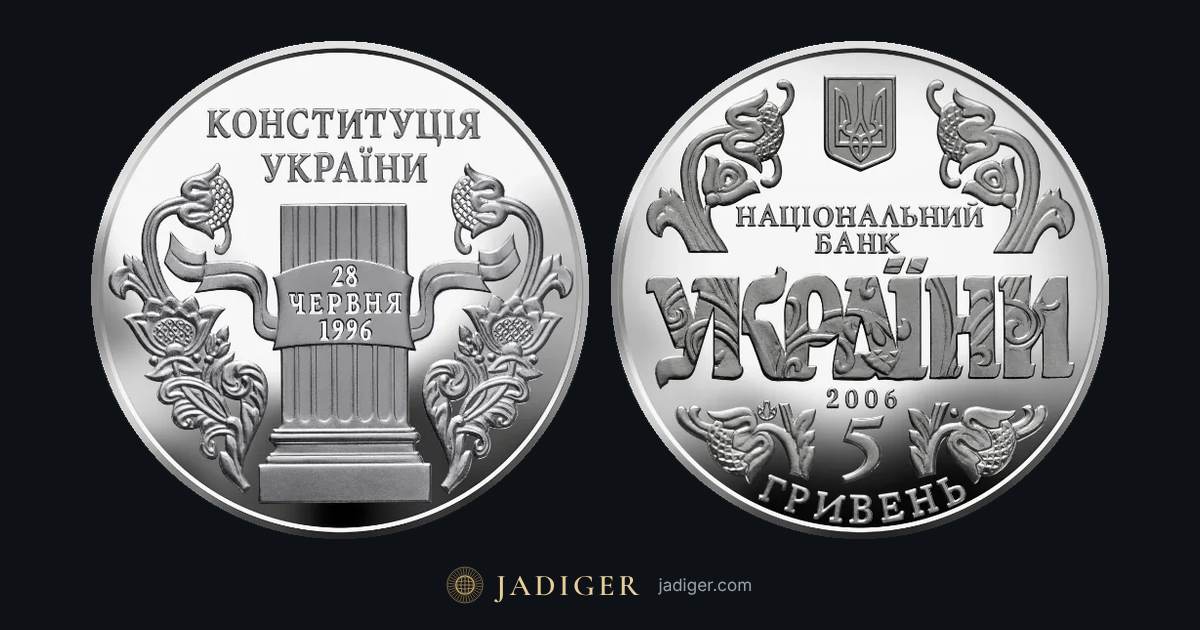 КОНСТИТУЦІЯ
УКРАЇНИ
28
ЧЕРВНЯ
1996
НАЦІОНАЛЬНИЙ
БАНК
УКРАЇНИ
2006
5
ГРИВЕНЬ
JADIGER jadiger.com